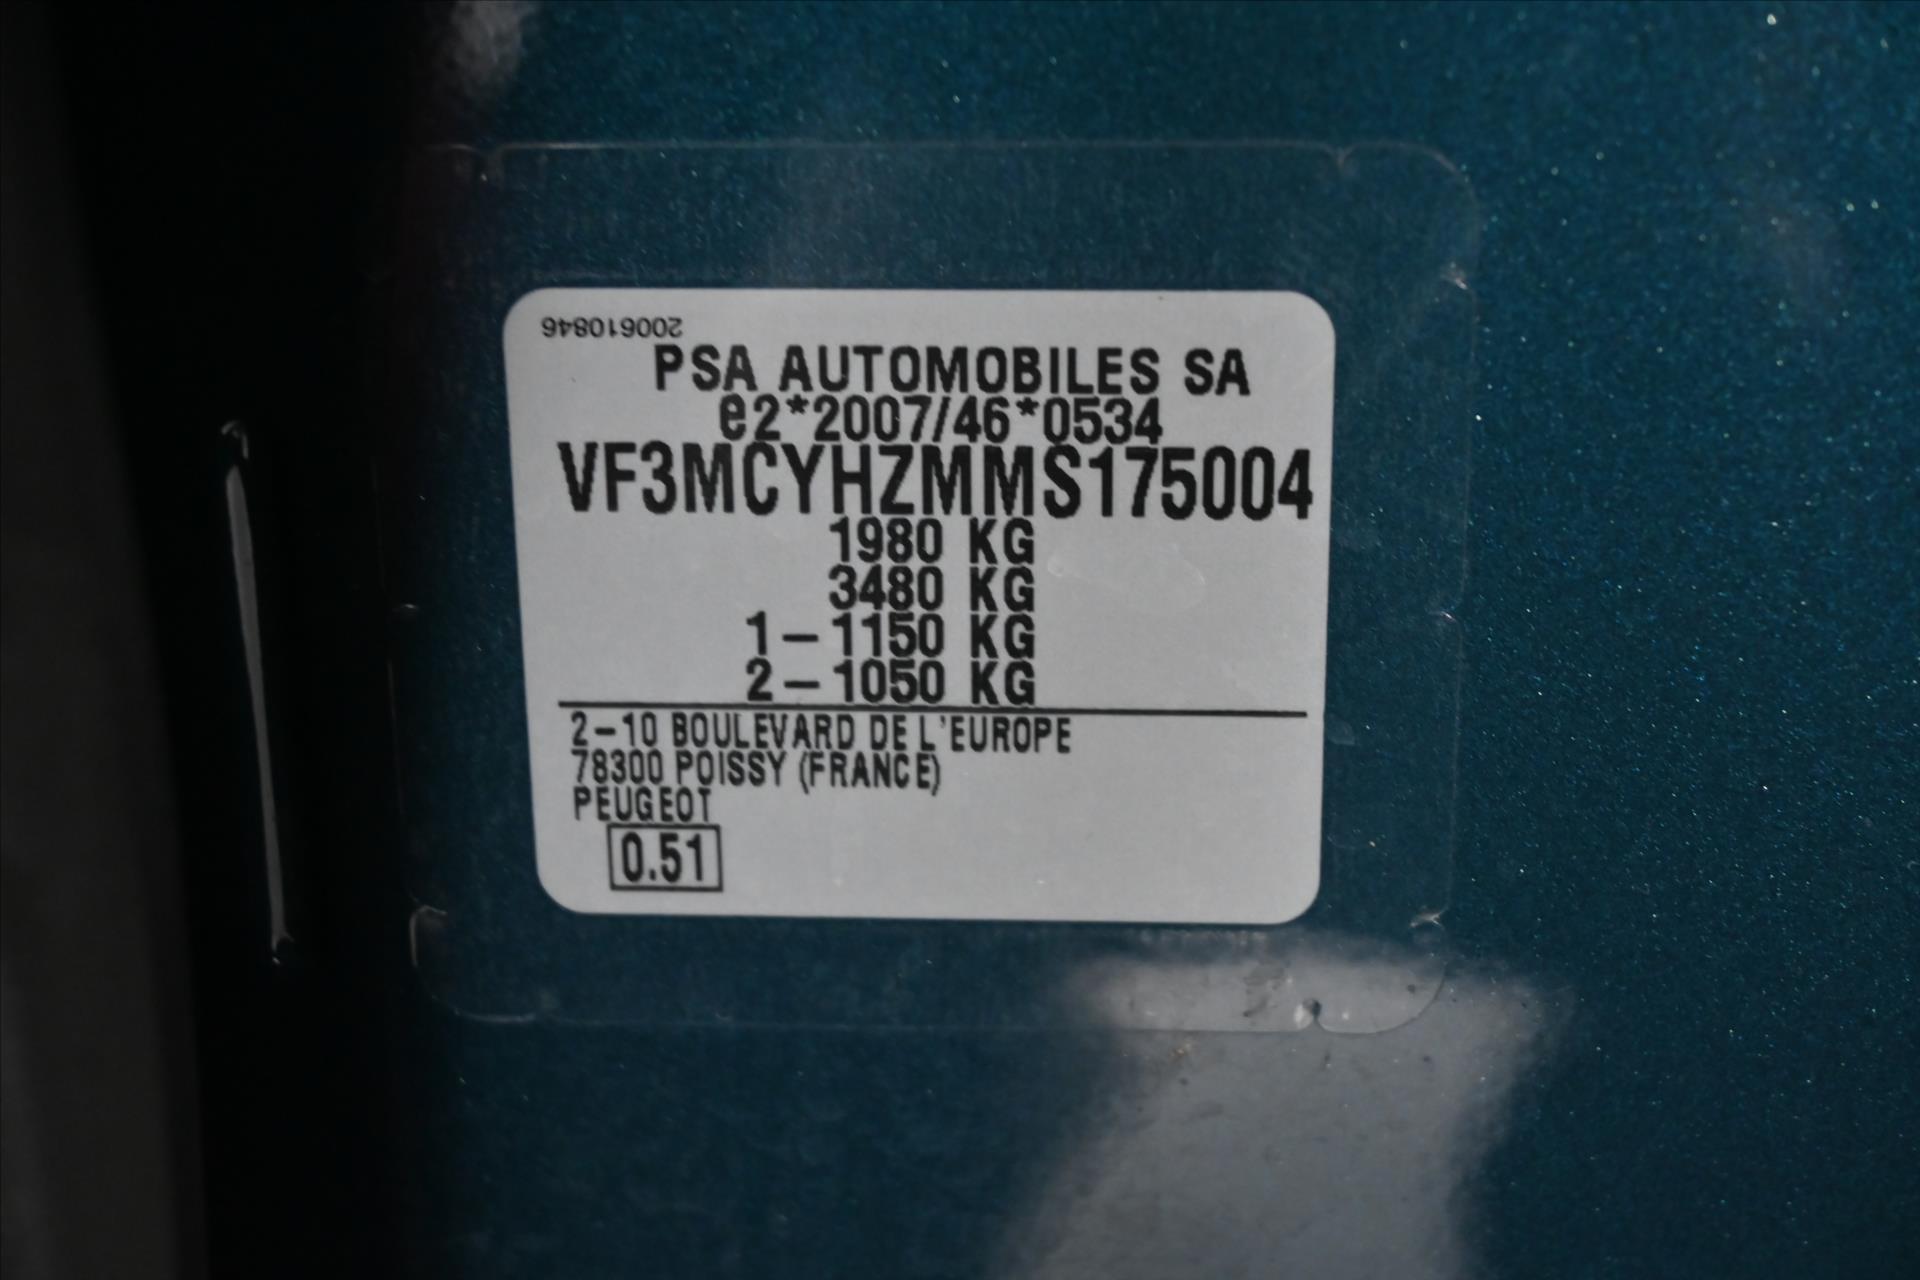 200610846
PSA AUTOMOBILES SA
e2*2007/46*0534
VF3MCYHZMMS175004
1980 KG
3480 KG
1-1150 KG
2-1050 KG
2-10 BOULEVARD DE L'EUROPE
78300 POISSY (FRANCE)
PEUGEOT
0.51